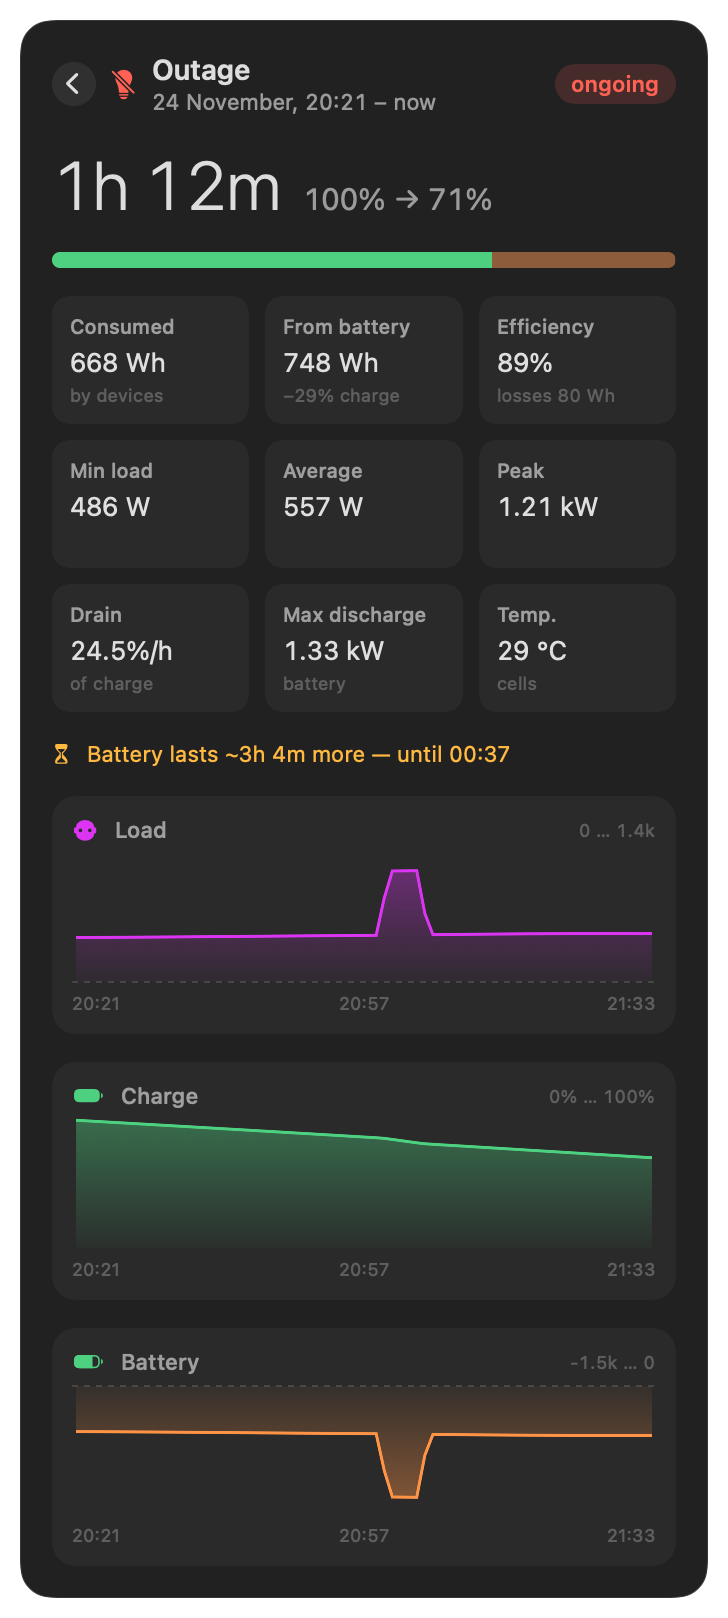 Outage
24 November, 20:21 – now
ongoing
1h 12m 100% → 71%
Consumed
668 Wh
by devices
From battery
748 Wh
−29% charge
Efficiency
89%
losses 80 Wh
Min load
486 W
Average
557 W
Peak
1.21 kW
Drain
24.5%/h
of charge
Max discharge
1.33 kW
battery
Temp.
29 °C
cells
Battery lasts ~3h 4m more — until 00:37
Load
0 ... 1.4k
20:21 20:57 21:33
Charge
0% ... 100%
20:21 20:57 21:33
Battery
-1.5k ... 0
20:21 20:57 21:33